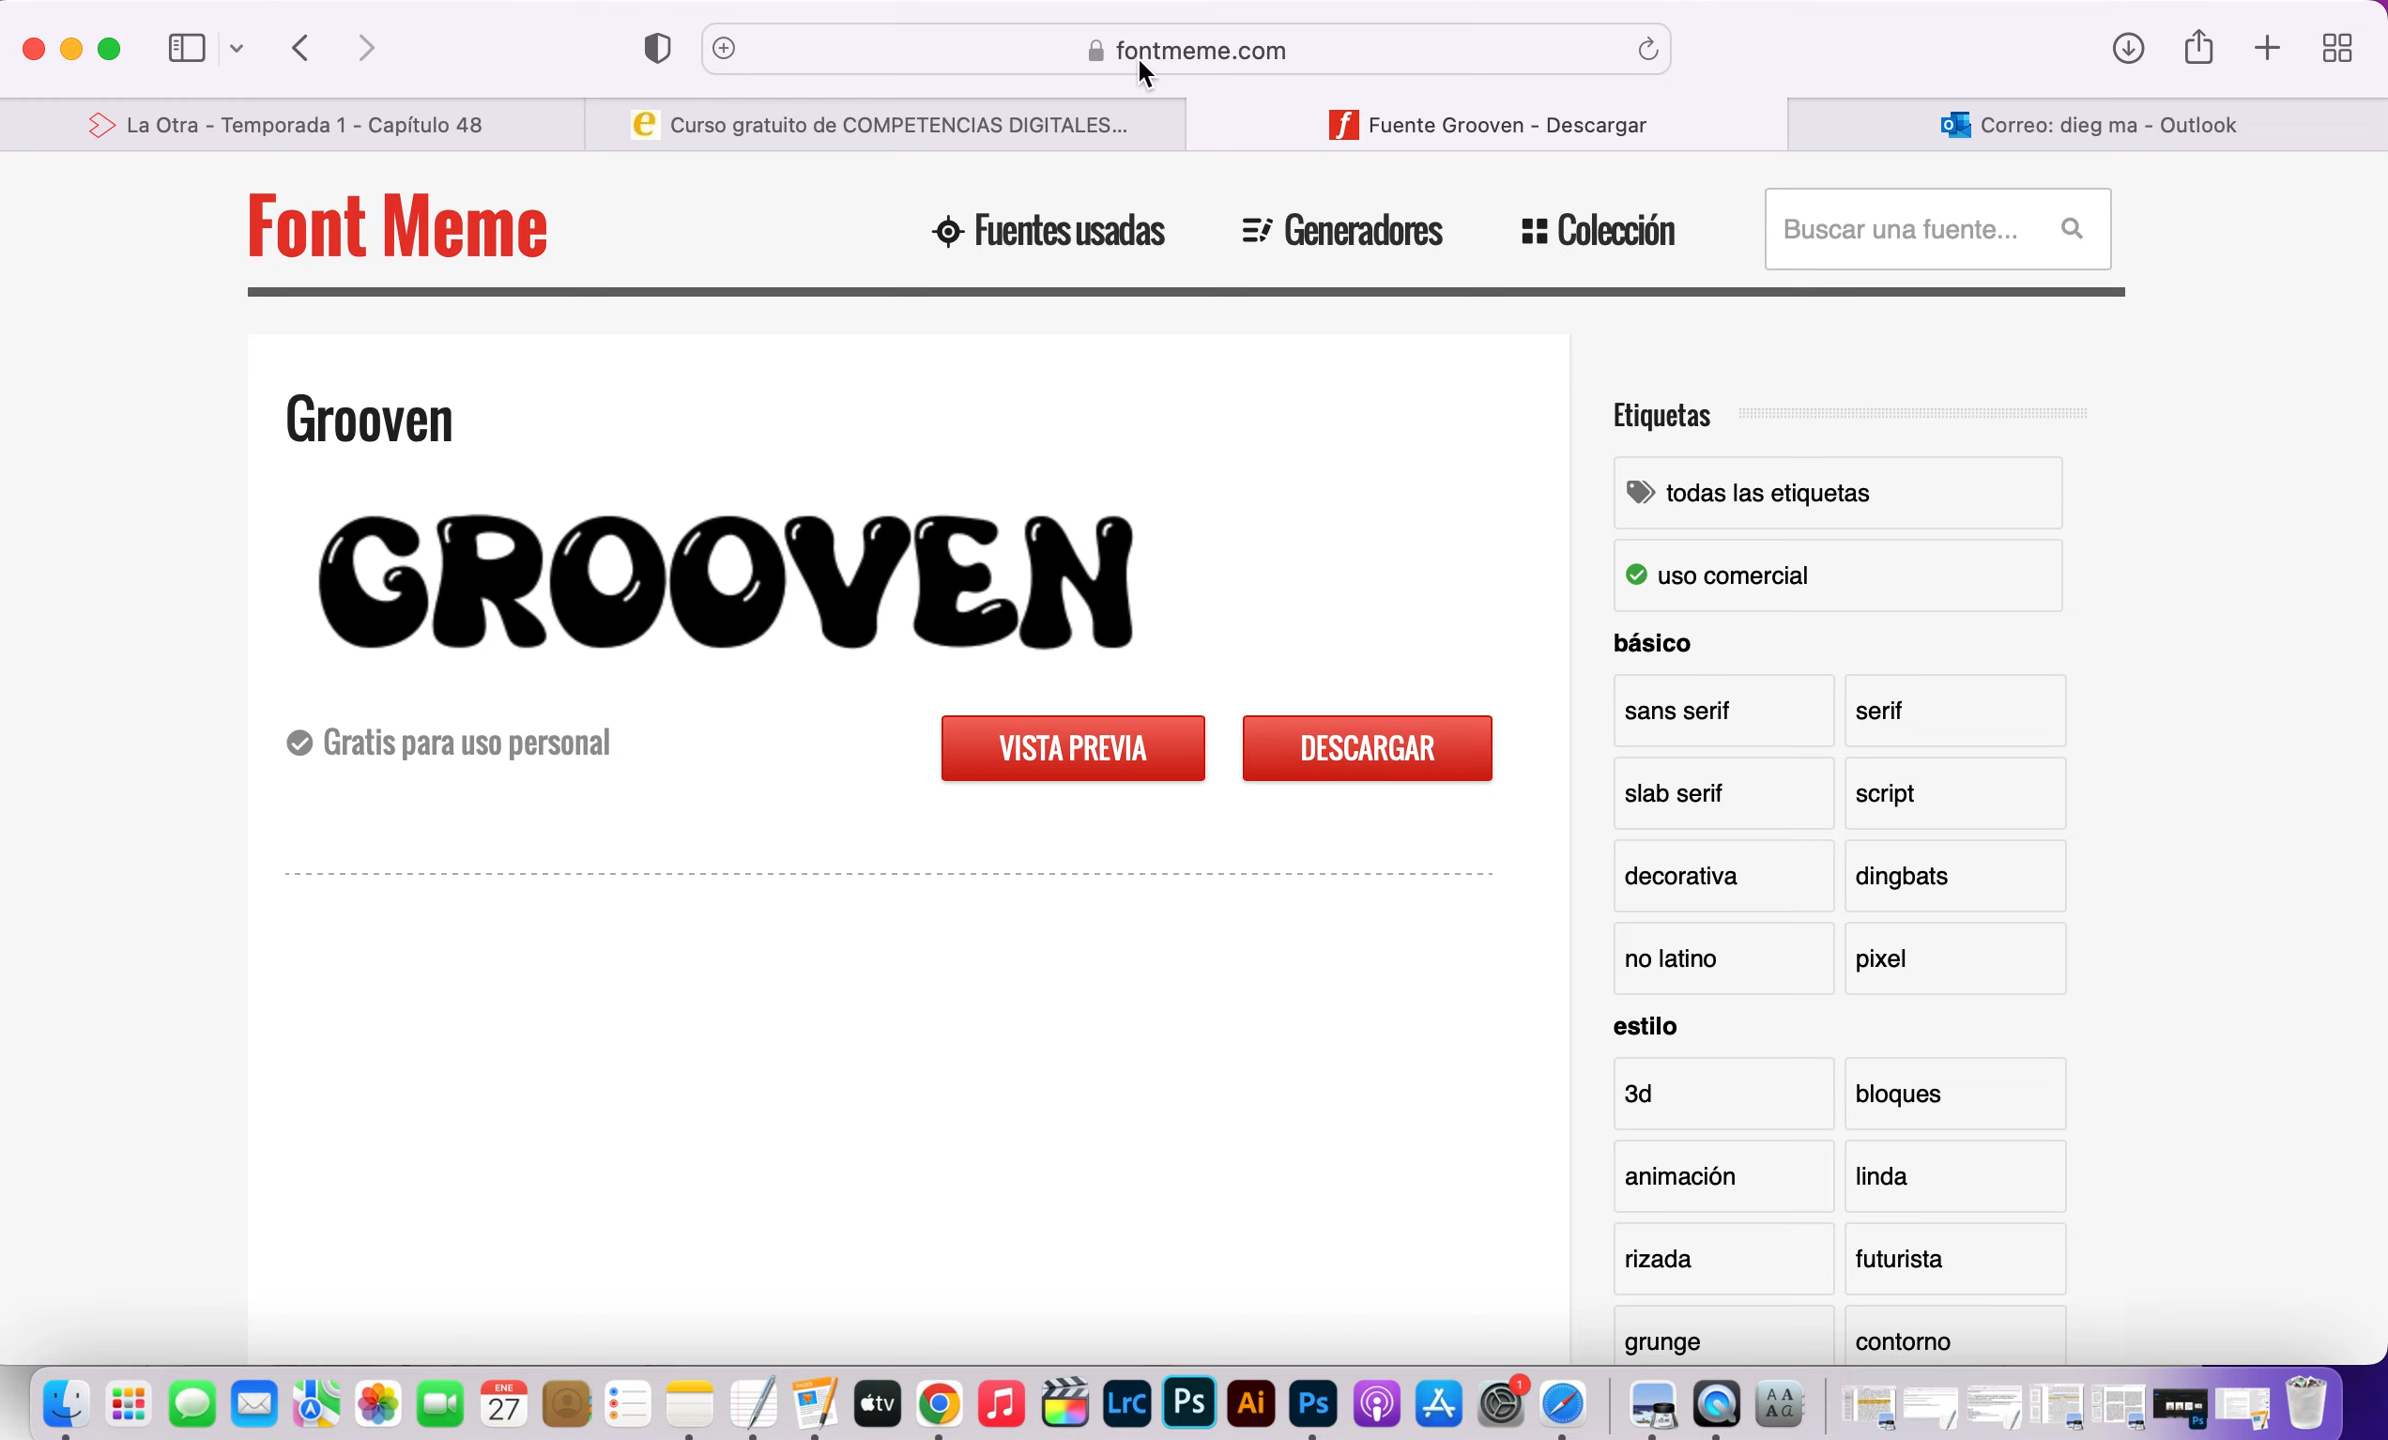 fontmeme.com
La Otra - Temporada 1 - Capítulo 48
Curso gratuito de COMPETENCIAS DIGITALES...
Fuente Grooven - Descargar
Correo: dieg ma - Outlook
Font Meme
Fuentes usadas
Generadores
Colección
Buscar una fuente...
Grooven
GROOVEN
Gratis para uso personal
VISTA PREVIA
DESCARGAR
Etiquetas
todas las etiquetas
uso comercial
básico
sans serif
serif
slab serif
script
decorativa
dingbats
no latino
pixel
estilo
3d
bloques
animación
linda
rizada
futurista
grunge
contorno
ENE
27
tv
LrC
Ps
Ai
Ps
1
A A
A a
Ps